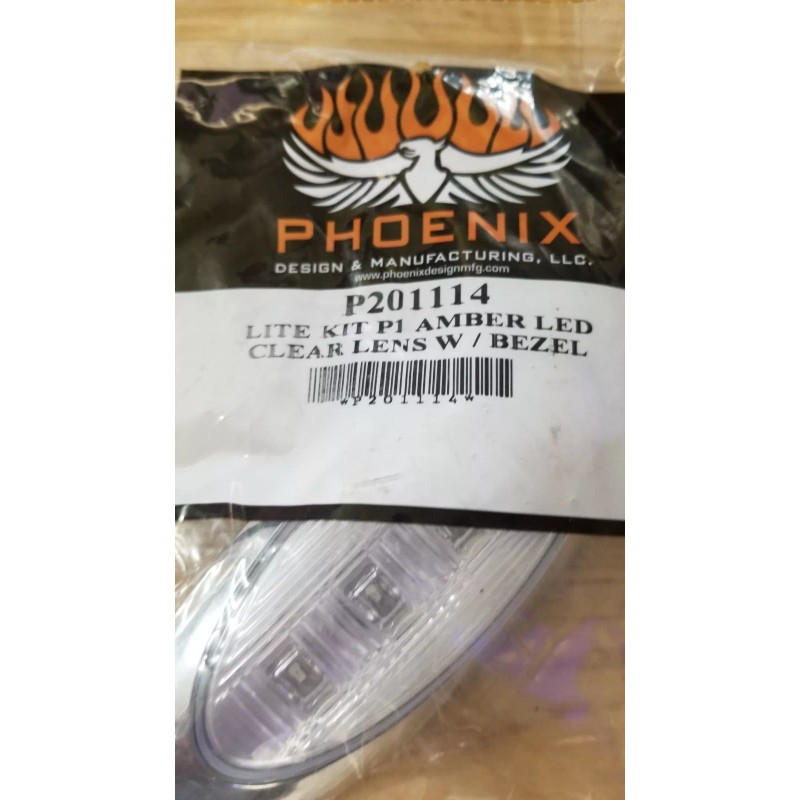 PHOENIX
DESIGN & MANUFACTURING, LLC.
www.phoenixdesignmfg.com
P201114
LITE KIT P1 AMBER LED
CLEAR LENS W / BEZEL
*P201114*